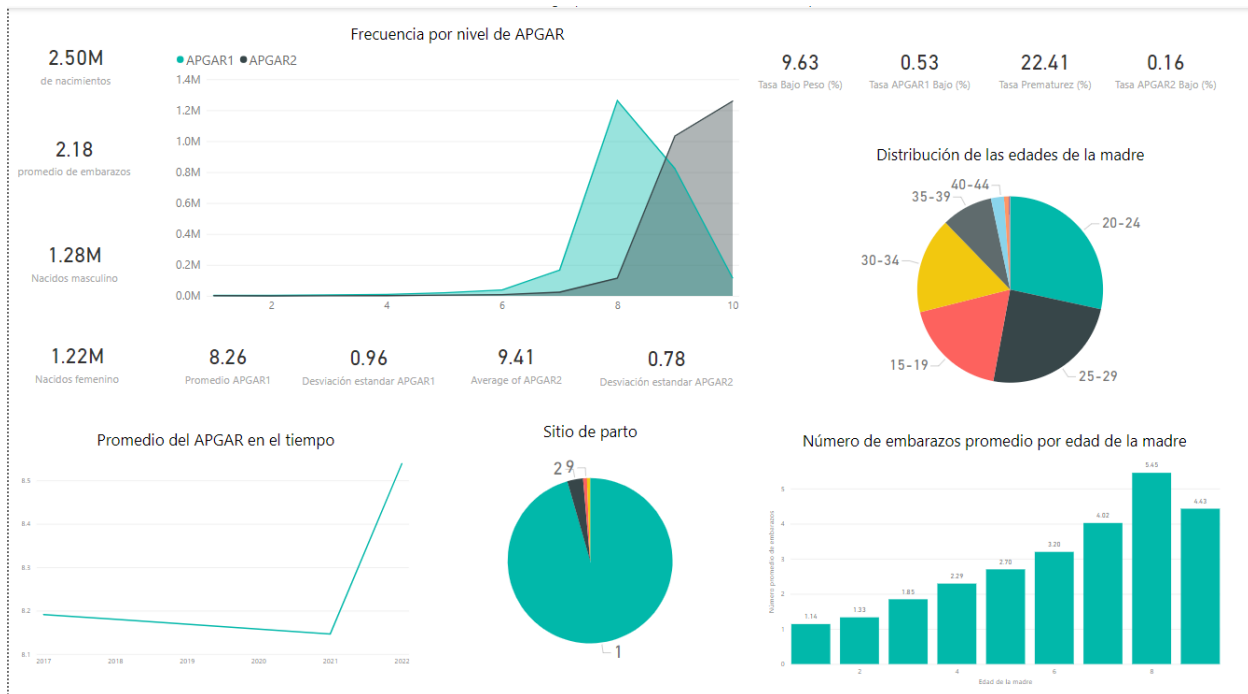 Frecuencia por nivel de APGAR
APGAR1 APGAR2
1.4M
1.2M
1.0M
0.8M
0.6M
0.4M
0.2M
0.0M
2 4 6 8 10
2.50M
de nacimientos
2.18
promedio de embarazos
1.28M
Nacidos masculino
1.22M
Nacidos femenino
8.26
Promedio APGAR1
0.96
Desviación estandar APGAR1
9.41
Average of APGAR2
0.78
Desviación estandar APGAR2
9.63
Tasa Bajo Peso (%)
0.53
Tasa APGAR1 Bajo (%)
22.41
Tasa Prematurez (%)
0.16
Tasa APGAR2 Bajo (%)
Distribución de las edades de la madre
40-44
35-39
20-24
30-34
15-19
25-29
Promedio del APGAR en el tiempo
8.5
8.4
8.3
8.2
8.1
2017 2018 2019 2020 2021 2022
Sitio de parto
2 9
1
Número de embarazos promedio por edad de la madre
Número promedio de embarazos
5
4
3
2
1
0
1.14 1.33 1.85 2.29 2.70 3.20 4.02 5.45 4.43
2 4 6 8
Edad de la madre